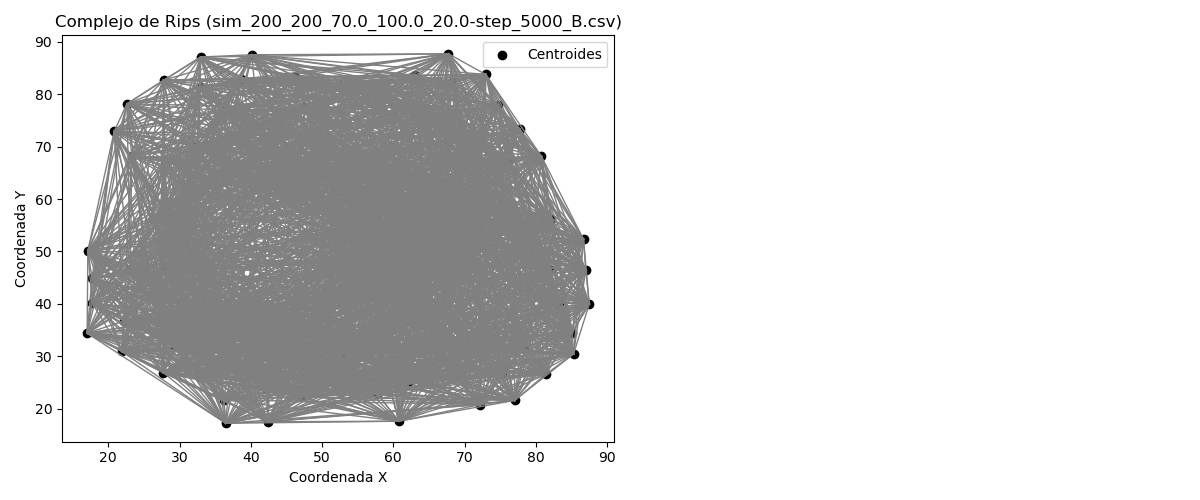 Complejo de Rips (sim_200_200_70.0_100.0_20.0-step_5000_B.csv)
Centroides
90
80
70
60
50
40
30
20
Coordenada Y
20 30 40 50 60 70 80 90
Coordenada X